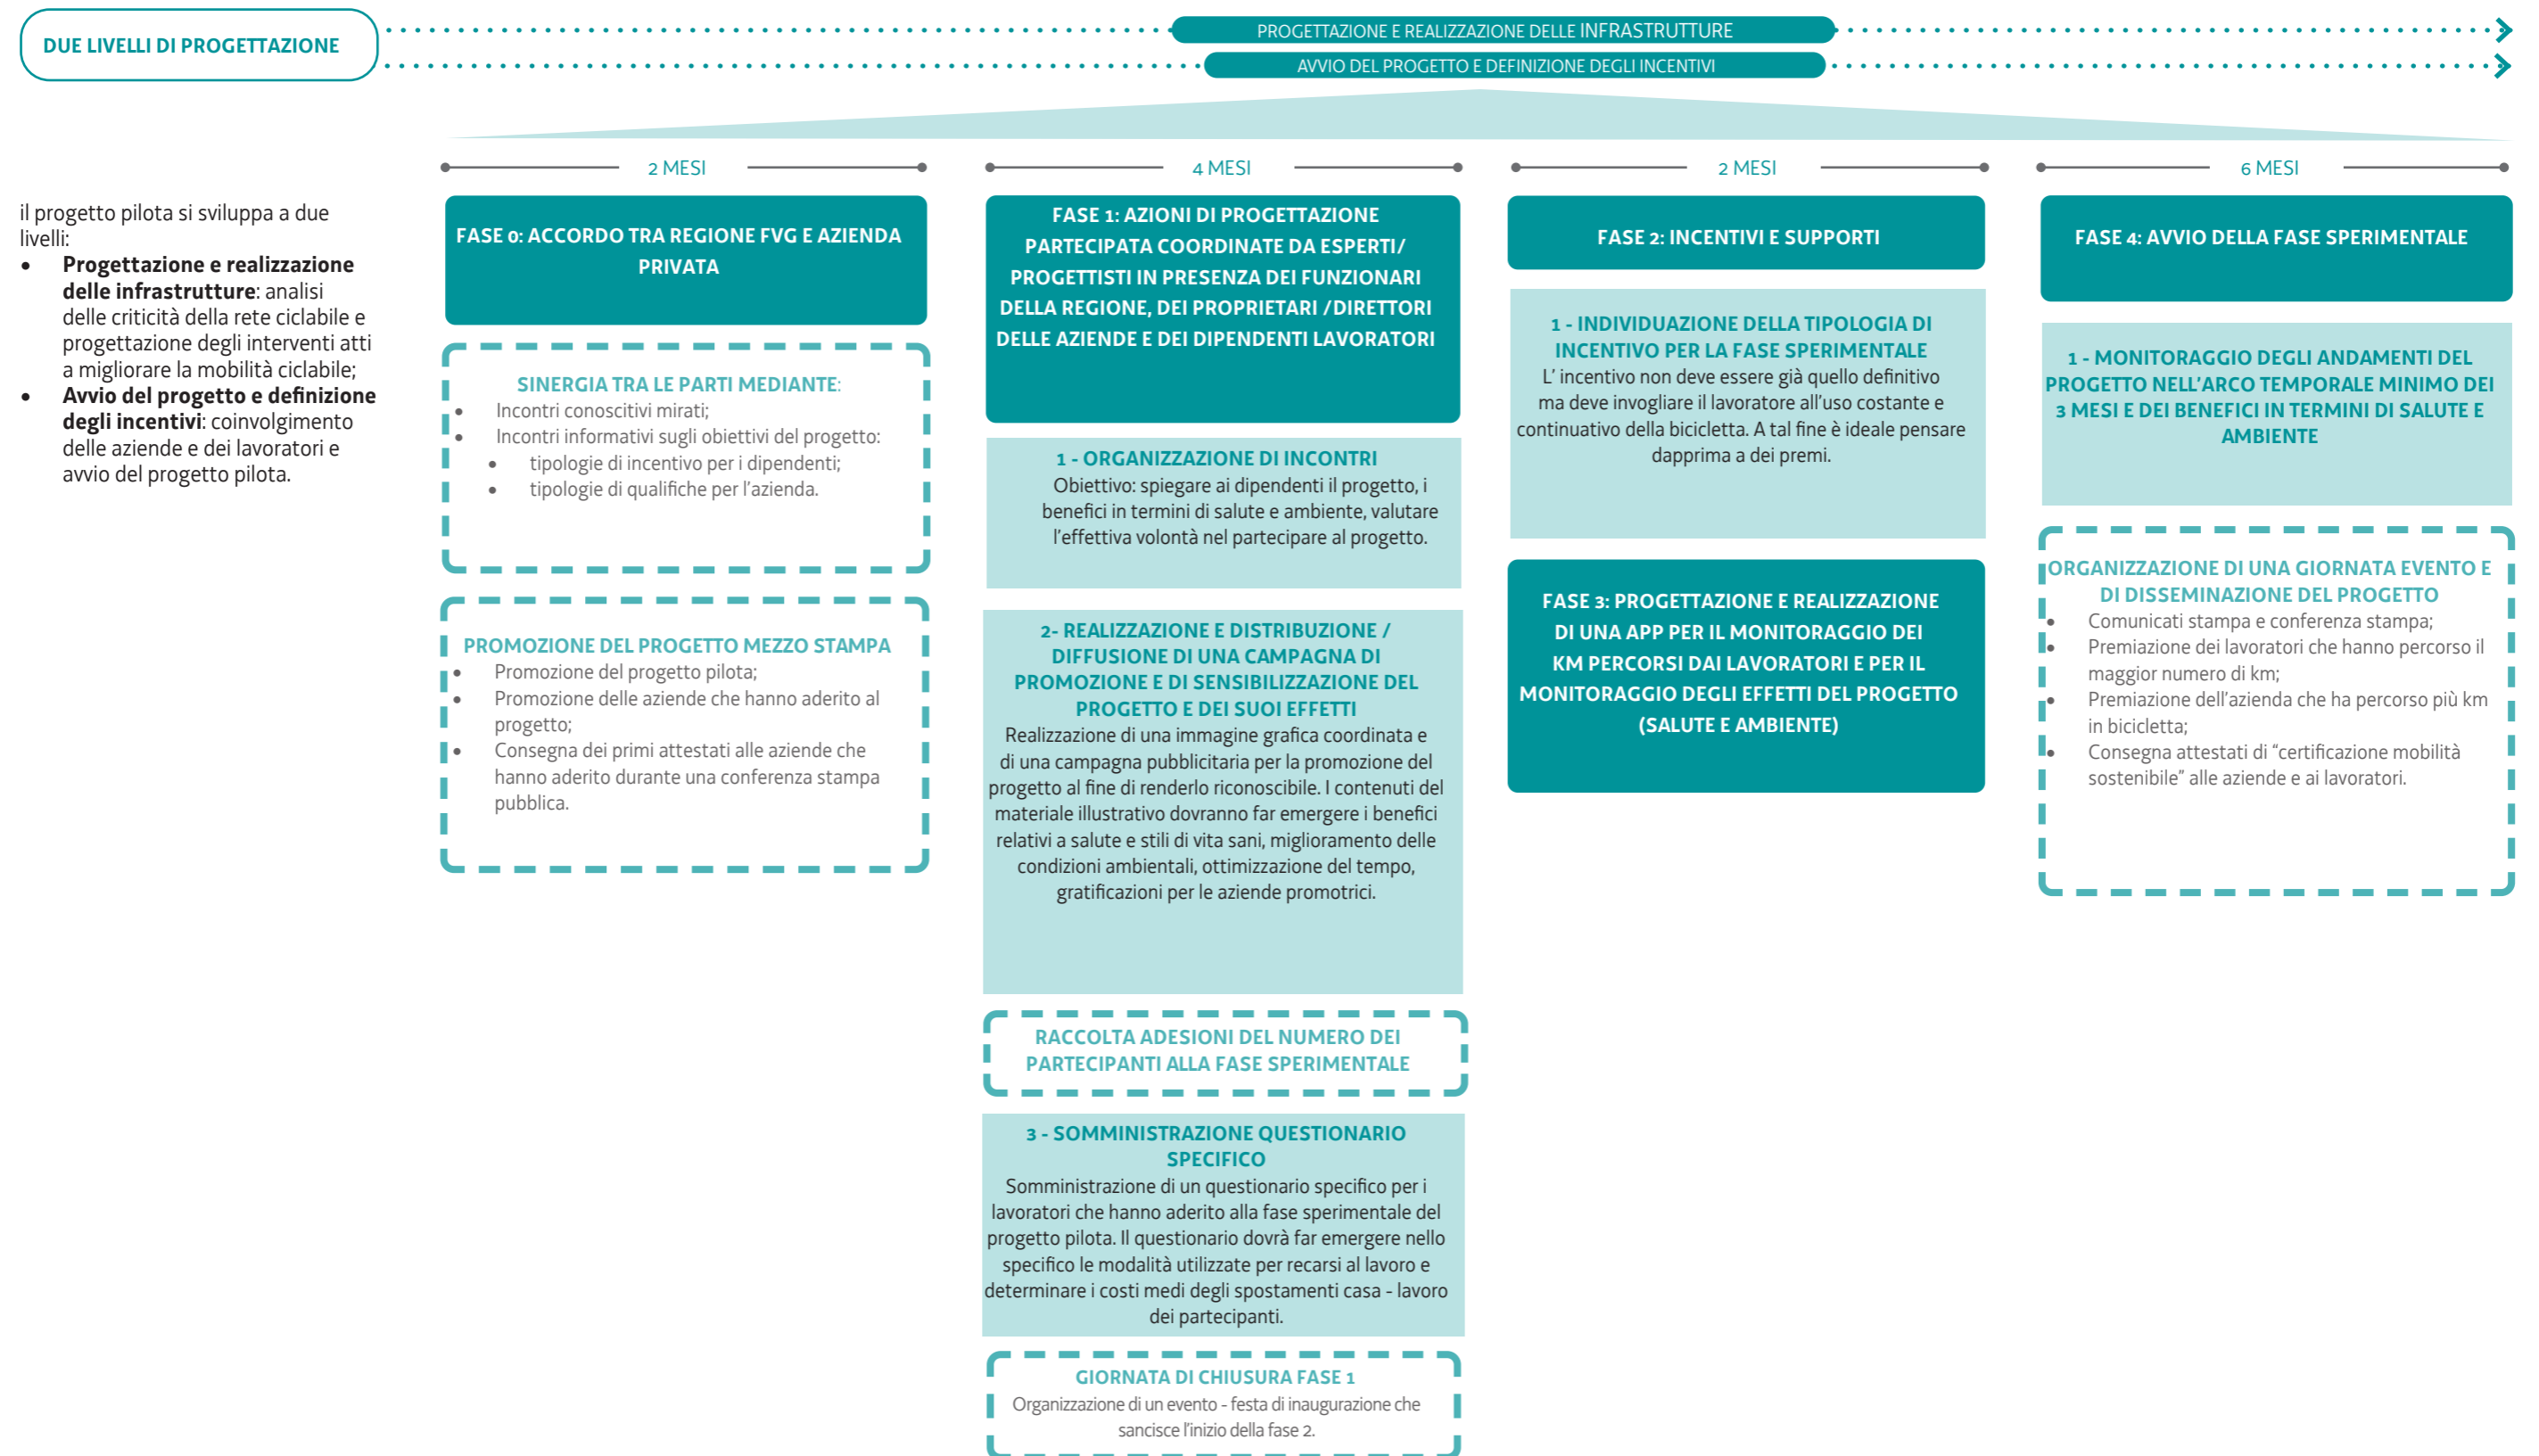 DUE LIVELLI DI PROGETTAZIONE
PROGETTAZIONE E REALIZZAZIONE DELLE INFRASTRUTTURE
AVVIO DEL PROGETTO E DEFINIZIONE DEGLI INCENTIVI
il progetto pilota si sviluppa a due
livelli:
• Progettazione e realizzazione
delle infrastrutture: analisi
delle criticità della rete ciclabile e
progettazione degli interventi atti
a migliorare la mobilità ciclabile;
• Avvio del progetto e definizione
degli incentivi: coinvolgimento
delle aziende e dei lavoratori e
avvio del progetto pilota.
2 MESI
FASE 0: ACCORDO TRA REGIONE FVG E AZIENDA
PRIVATA
SINERGIA TRA LE PARTI MEDIANTE:
• Incontri conoscitivi mirati;
• Incontri informativi sugli obiettivi del progetto:
• tipologie di incentivo per i dipendenti;
• tipologie di qualifiche per l'azienda.
PROMOZIONE DEL PROGETTO MEZZO STAMPA
• Promozione del progetto pilota;
• Promozione delle aziende che hanno aderito al
progetto;
• Consegna dei primi attestati alle aziende che
hanno aderito durante una conferenza stampa
pubblica.
4 MESI
FASE 1: AZIONI DI PROGETTAZIONE
PARTECIPATA COORDINATE DA ESPERTI/
PROGETTISTI IN PRESENZA DEI FUNZIONARI
DELLA REGIONE, DEI PROPRIETARI /DIRETTORI
DELLE AZIENDE E DEI DIPENDENTI LAVORATORI
1 - ORGANIZZAZIONE DI INCONTRI
Obiettivo: spiegare ai dipendenti il progetto, i
benefici in termini di salute e ambiente, valutare
l'effettiva volontà nel partecipare al progetto.
2- REALIZZAZIONE E DISTRIBUZIONE /
DIFFUSIONE DI UNA CAMPAGNA DI
PROMOZIONE E DI SENSIBILIZZAZIONE DEL
PROGETTO E DEI SUOI EFFETTI
Realizzazione di una immagine grafica coordinata e
di una campagna pubblicitaria per la promozione del
progetto al fine di renderlo riconoscibile. I contenuti del
materiale illustrativo dovranno far emergere i benefici
relativi a salute e stili di vita sani, miglioramento delle
condizioni ambientali, ottimizzazione del tempo,
gratificazioni per le aziende promotrici.
RACCOLTA ADESIONI DEL NUMERO DEI
PARTECIPANTI ALLA FASE SPERIMENTALE
3 - SOMMINISTRAZIONE QUESTIONARIO
SPECIFICO
Somministrazione di un questionario specifico per i
lavoratori che hanno aderito alla fase sperimentale del
progetto pilota. Il questionario dovrà far emergere nello
specifico le modalità utilizzate per recarsi al lavoro e
determinare i costi medi degli spostamenti casa - lavoro
dei partecipanti.
GIORNATA DI CHIUSURA FASE 1
Organizzazione di un evento - festa di inaugurazione che
sancisce l'inizio della fase 2.
2 MESI
FASE 2: INCENTIVI E SUPPORTI
1 - INDIVIDUAZIONE DELLA TIPOLOGIA DI
INCENTIVO PER LA FASE SPERIMENTALE
L' incentivo non deve essere già quello definitivo
ma deve invogliare il lavoratore all'uso costante e
continuativo della bicicletta. A tal fine è ideale pensare
dapprima a dei premi.
FASE 3: PROGETTAZIONE E REALIZZAZIONE
DI UNA APP PER IL MONITORAGGIO DEI
KM PERCORSI DAI LAVORATORI E PER IL
MONITORAGGIO DEGLI EFFETTI DEL PROGETTO
(SALUTE E AMBIENTE)
6 MESI
FASE 4: AVVIO DELLA FASE SPERIMENTALE
1 - MONITORAGGIO DEGLI ANDAMENTI DEL
PROGETTO NELL'ARCO TEMPORALE MINIMO DEI
3 MESI E DEI BENEFICI IN TERMINI DI SALUTE E
AMBIENTE
ORGANIZZAZIONE DI UNA GIORNATA EVENTO E
DI DISSEMINAZIONE DEL PROGETTO
• Comunicati stampa e conferenza stampa;
• Premiazione dei lavoratori che hanno percorso il
maggior numero di km;
• Premiazione dell'azienda che ha percorso più km
in bicicletta;
• Consegna attestati di "certificazione mobilità
sostenibile" alle aziende e ai lavoratori.